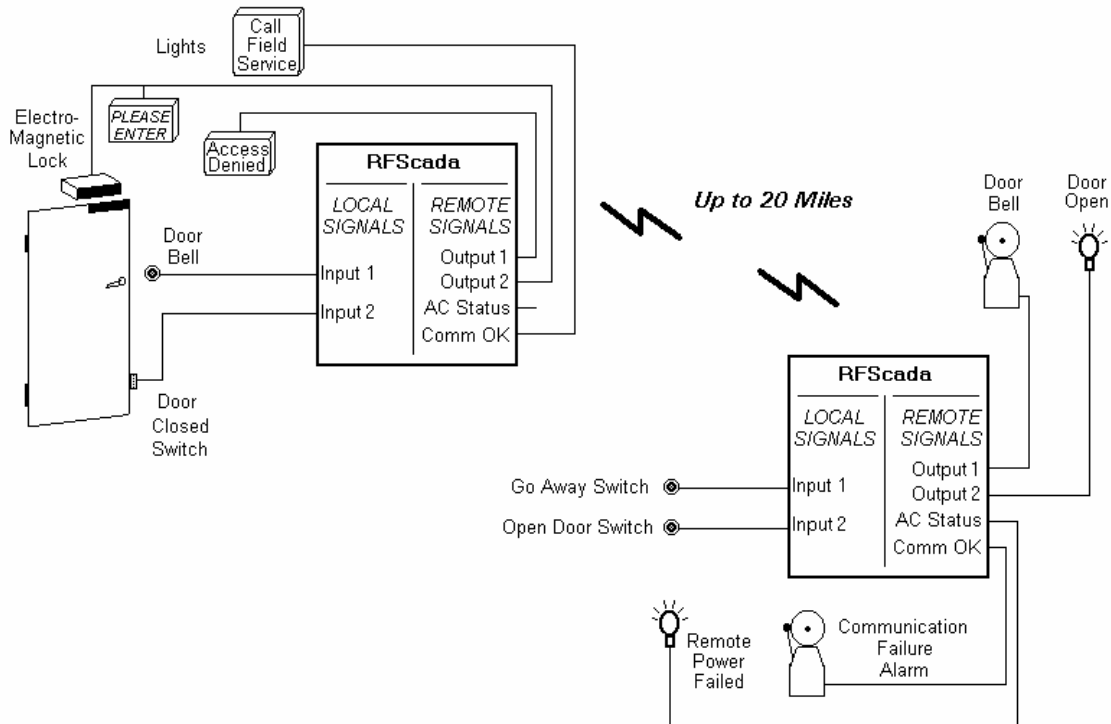 Lights
Call
Field
Service
Electro-
Magnetic
Lock
PLEASE
ENTER
Access
Denied
RFScada
LOCAL
SIGNALS
REMOTE
SIGNALS
Door
Bell
Input 1
Input 2
Output 1
Output 2
AC Status
Comm OK
Door
Closed
Switch
Up to 20 Miles
Door
Bell
Door
Open
RFScada
LOCAL
SIGNALS
REMOTE
SIGNALS
Go Away Switch
Open Door Switch
Input 1
Input 2
Output 1
Output 2
AC Status
Comm OK
Remote
Power
Failed
Communication
Failure
Alarm